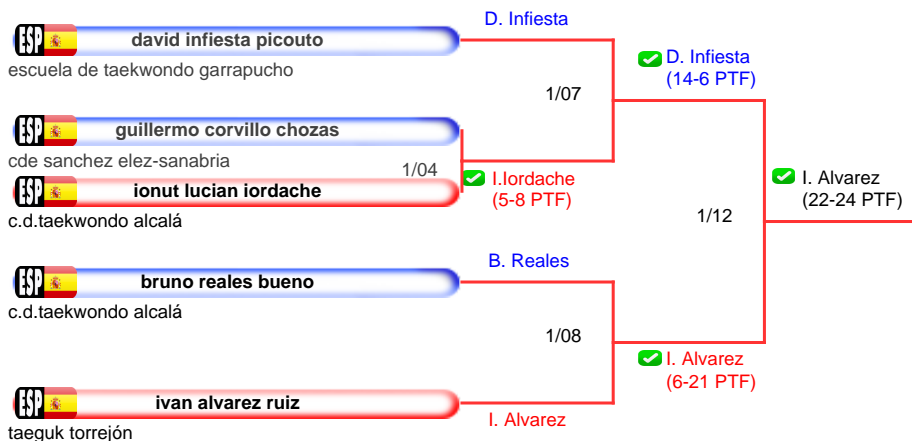 D. Infiesta
ESP david infiesta picouto
escuela de taekwondo garrapucho
D. Infiesta
(14-6 PTF)
1/07
ESP guillermo corvillo chozas
cde sanchez elez-sanabria
1/04
I.Iordache
(5-8 PTF)
ESP ionut lucian iordache
c.d.taekwondo alcalá
I. Alvarez
(22-24 PTF)
1/12
B. Reales
ESP bruno reales bueno
c.d.taekwondo alcalá
1/08
I. Alvarez
(6-21 PTF)
ESP ivan alvarez ruiz
I. Alvarez
taeguk torrejón